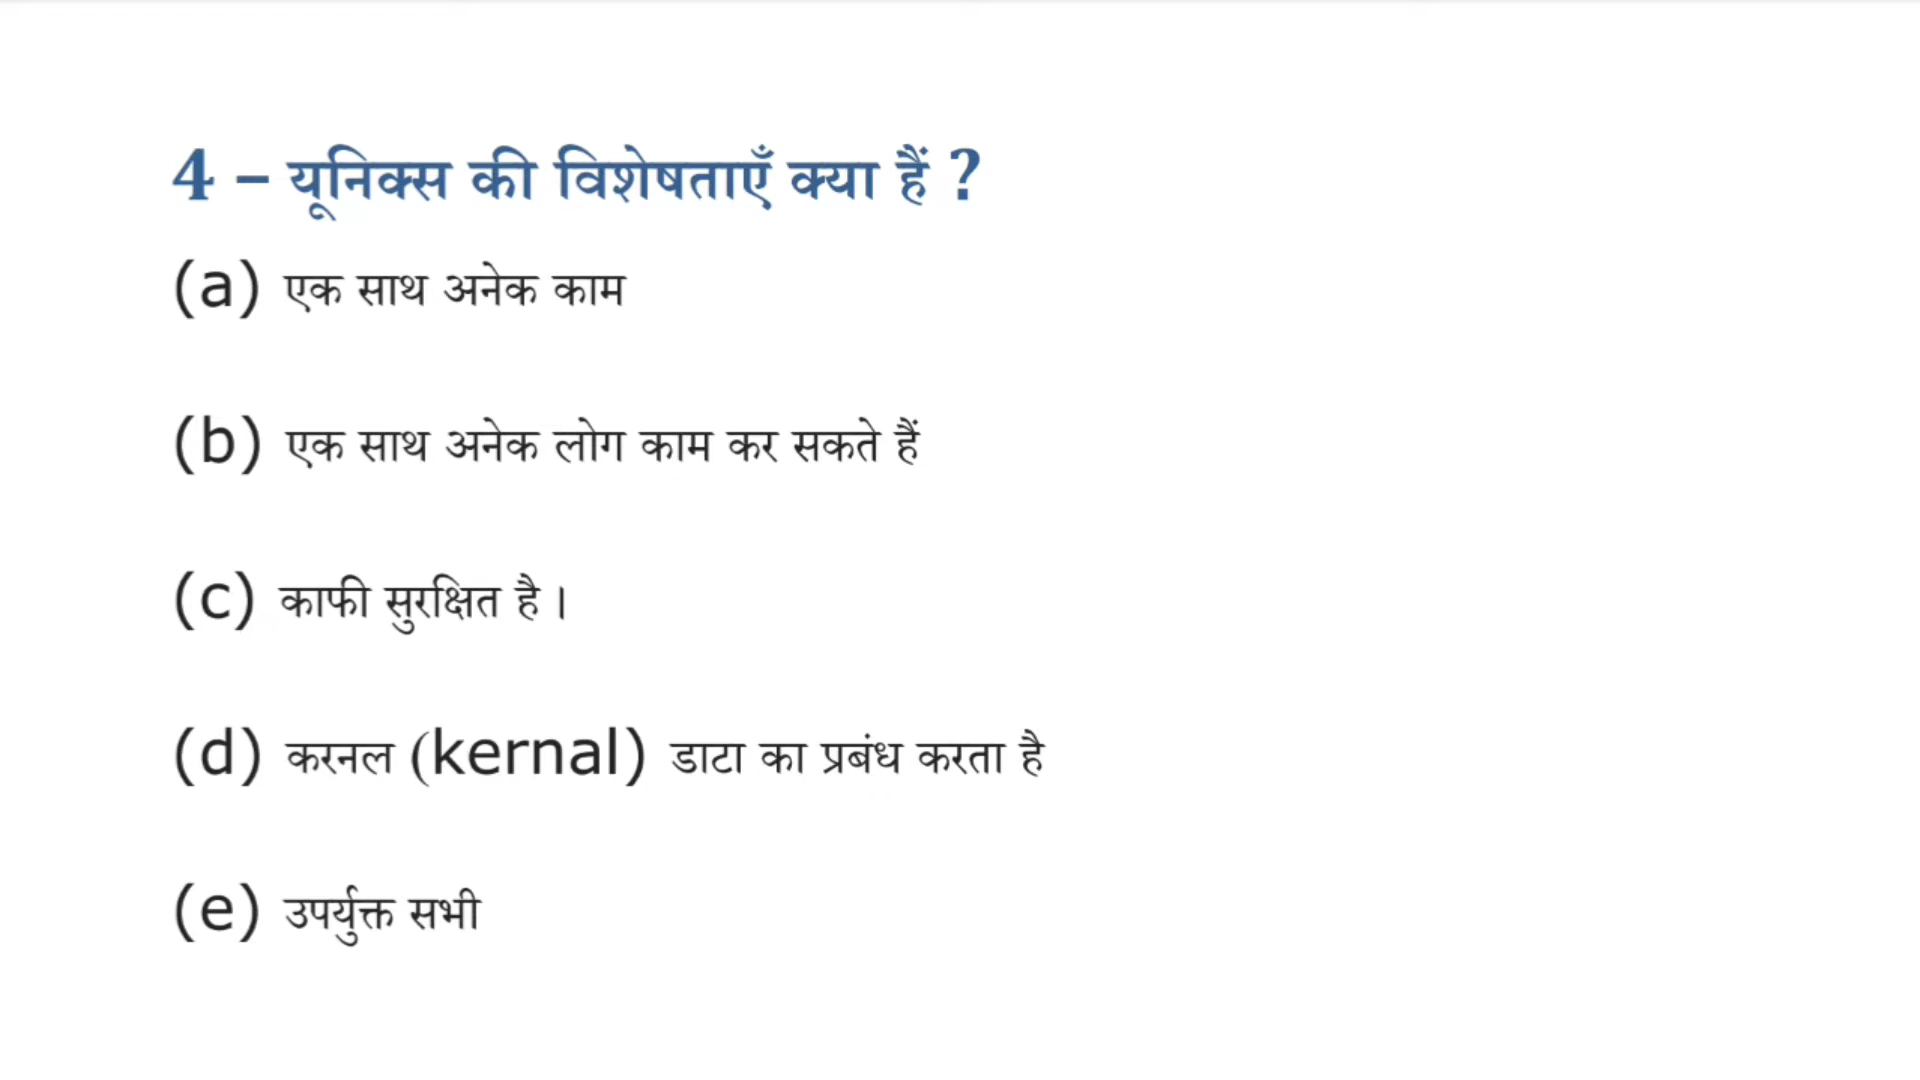 4 – यूनिक्स की विशेषताएँ क्या हैं ?
(a) एक साथ अनेक काम
(b) एक साथ अनेक लोग काम कर सकते हैं
(c) काफी सुरक्षित है।
(d) करनल (kernal) डाटा का प्रबंध करता है
(e) उपर्युक्त सभी